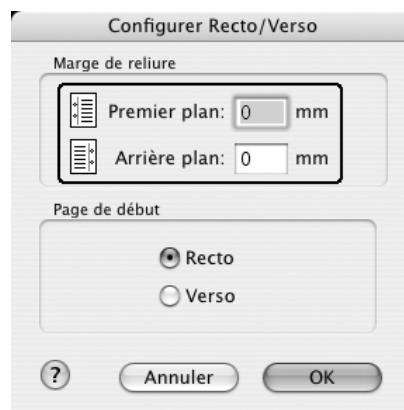 Configurer Recto/Verso
Marge de reliure
Premier plan: 0 mm
Arrière plan: 0 mm
Page de début
Recto
Verso
? Annuler OK